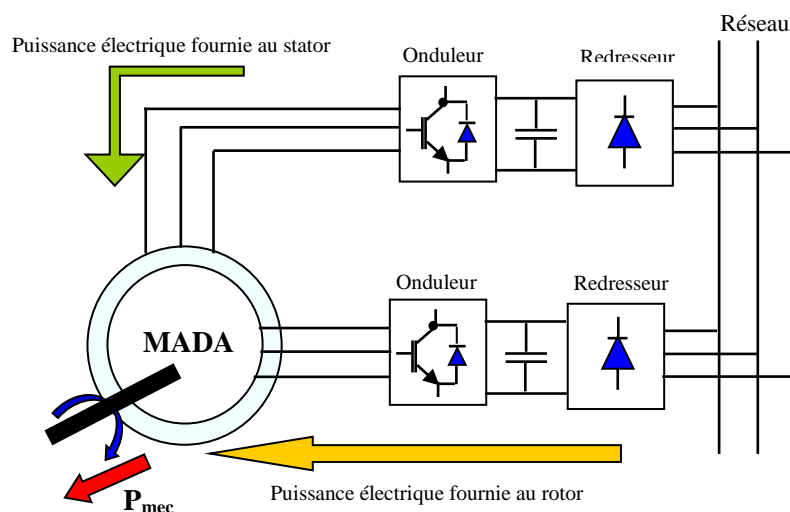 Réseau
Puissance électrique fournie au stator
Onduleur
Redresseur
Onduleur
Redresseur
MADA
Pmec
Puissance électrique fournie au rotor